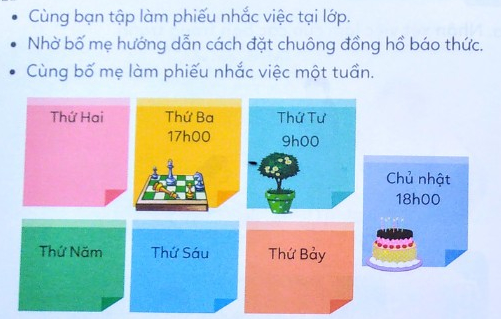 • Cùng bạn tập làm phiếu nhắc việc tại lớp.
• Nhờ bố mẹ hướng dẫn cách đặt chuông đồng hồ báo thức.
• Cùng bố mẹ làm phiếu nhắc việc một tuần.
Thứ Hai
Thứ Ba
17h00
Thứ Tư
9h00
Chủ nhật
18h00
Thứ Năm
Thứ Sáu
Thứ Bảy